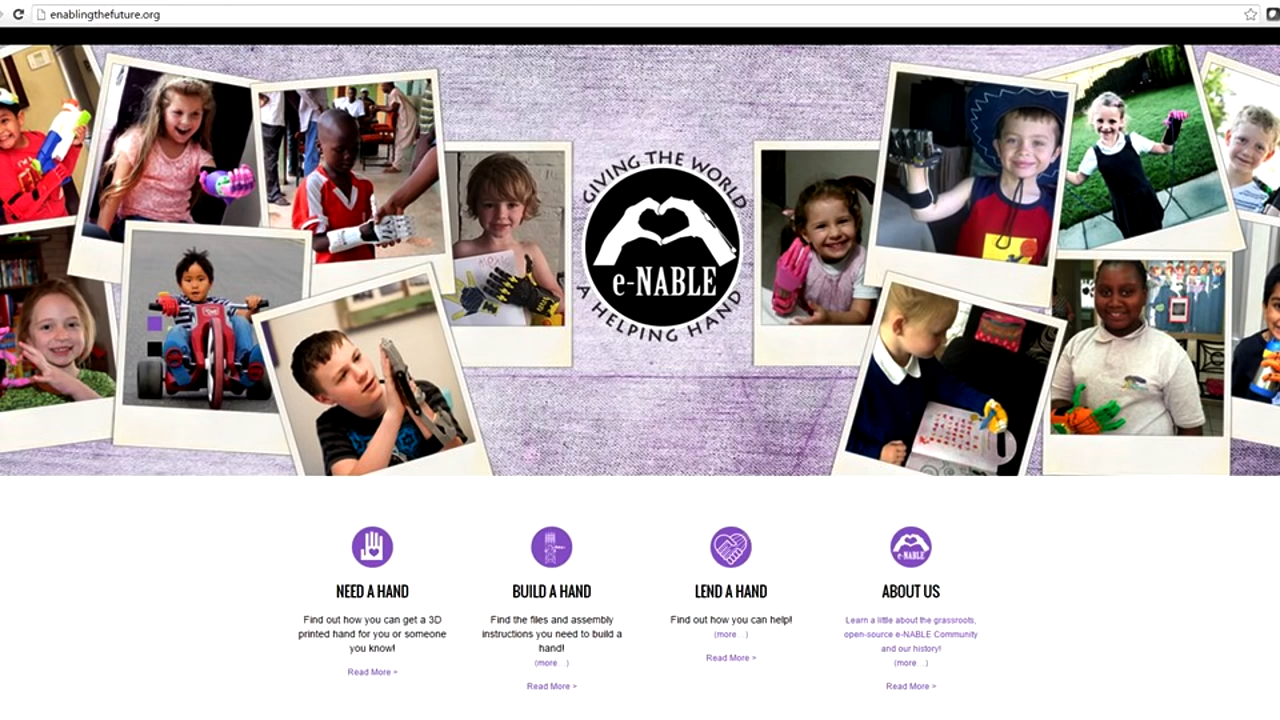 enablingthefuture.org
GIVING THE WORLD
e-NABLE
A HELPING HAND
NEED A HAND
Find out how you can get a 3D
printed hand for you or someone
you know!
Read More >
BUILD A HAND
Find the files and assembly
instructions you need to build a
hand!
(more…)
Read More >
LEND A HAND
Find out how you can help!
(more…)
Read More >
e-NABLE
ABOUT US
Learn a little about the grassroots,
open-source e-NABLE Community
and our history!
(more…)
Read More >